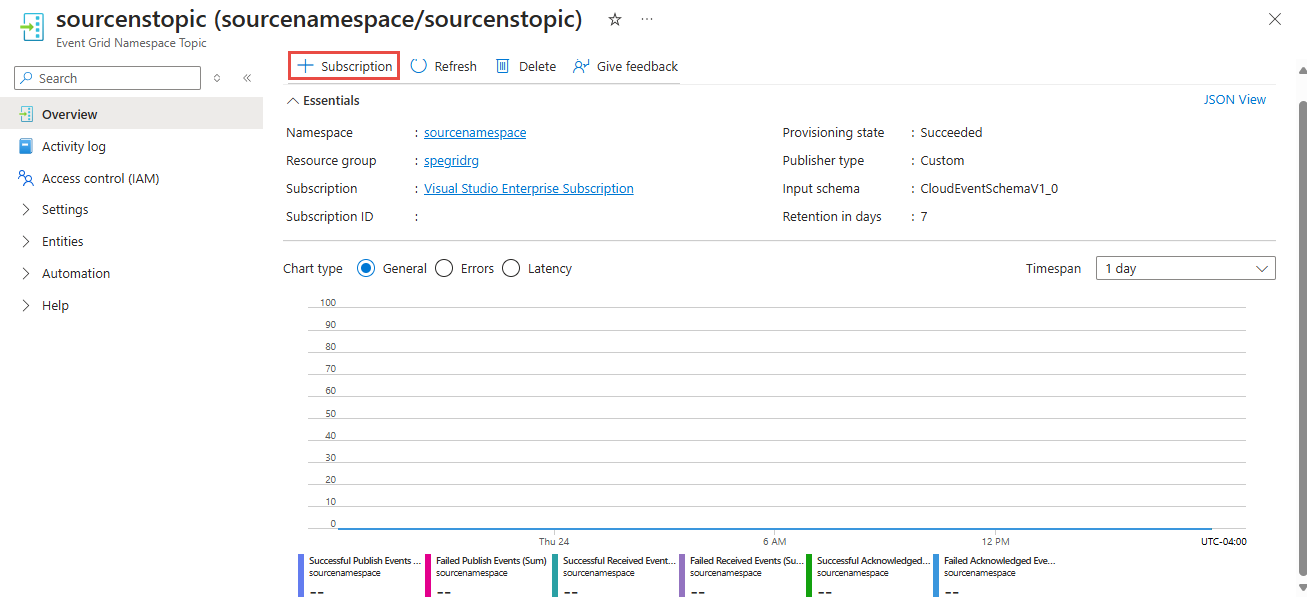 sourcenstopic (sourcenamespace/sourcenstopic)
Event Grid Namespace Topic
Search
Overview
Activity log
Access control (IAM)
Settings
Entities
Automation
Help
Subscription Refresh Delete Give feedback
Essentials
JSON View
Namespace : sourcenamespace
Resource group : spegridrg
Subscription : Visual Studio Enterprise Subscription
Subscription ID :
Provisioning state : Succeeded
Publisher type : Custom
Input schema : CloudEventSchemaV1_0
Retention in days : 7
Chart type General Errors Latency
Timespan 1 day
100
90
80
70
60
50
40
30
20
10
0
Thu 24 6 AM 12 PM UTC-04:00
Successful Publish Events ...
sourcenamespace
--
Failed Publish Events (Sum)
sourcenamespace
--
Successful Received Event...
sourcenamespace
--
Failed Received Events (Su...
sourcenamespace
--
Successful Acknowledged...
sourcenamespace
--
Failed Acknowledged Eve...
sourcenamespace
--